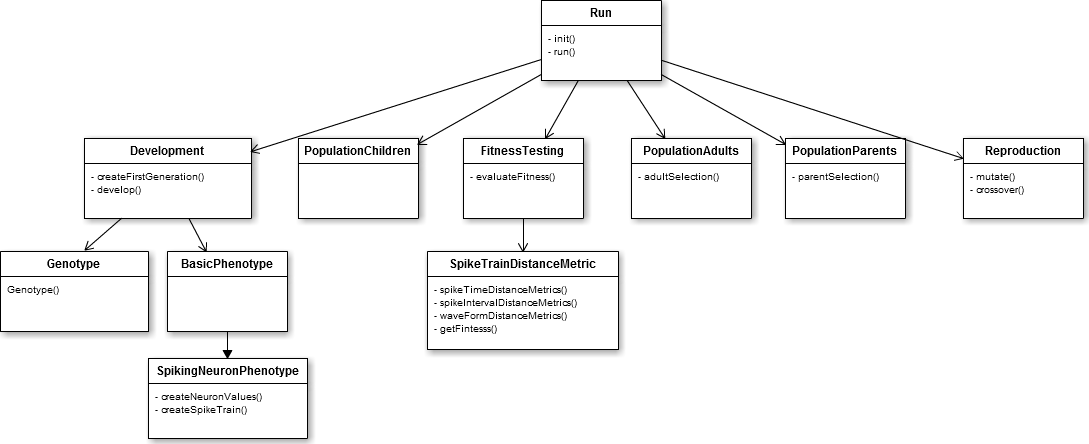 Run
- init()
- run()
Development
- createFirstGeneration()
- develop()
PopulationChildren
FitnessTesting
- evaluateFitness()
PopulationAdults
- adultSelection()
PopulationParents
- parentSelection()
Reproduction
- mutate()
- crossover()
Genotype
Genotype()
BasicPhenotype
SpikeTrainDistanceMetric
- spikeTimeDistanceMetrics()
- spikeIntervalDistanceMetrics()
- waveFormDistanceMetrics()
- getFintesss()
SpikingNeuronPhenotype
- createNeuronValues()
- createSpikeTrain()